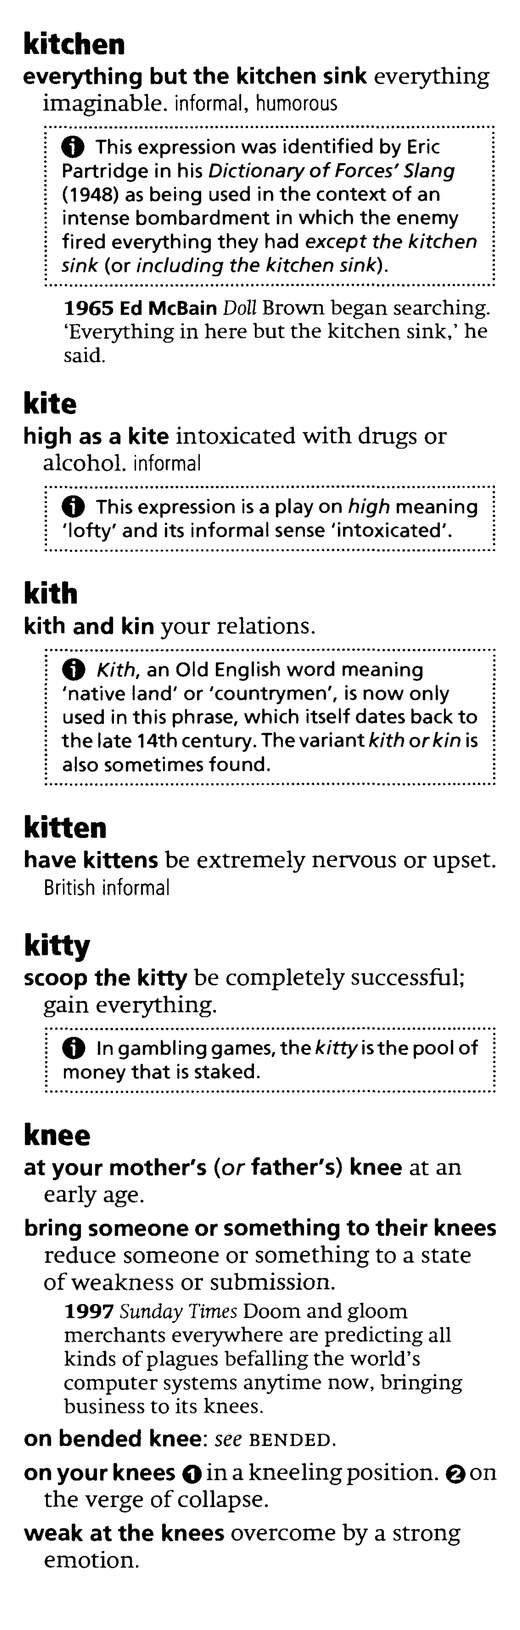 kitchen
everything but the kitchen sink everything
imaginable. informal, humorous
ℹ This expression was identified by Eric
Partridge in his Dictionary of Forces’ Slang
(1948) as being used in the context of an
intense bombardment in which the enemy
fired everything they had except the kitchen
sink (or including the kitchen sink).
1965 Ed McBain Doll Brown began searching.
‘Everything in here but the kitchen sink,’ he
said.
kite
high as a kite intoxicated with drugs or
alcohol. informal
ℹ This expression is a play on high meaning
‘lofty’ and its informal sense ‘intoxicated’.
kith
kith and kin your relations.
ℹ Kith, an Old English word meaning
‘native land’ or ‘countrymen’, is now only
used in this phrase, which itself dates back to
the late 14th century. The variant kith or kin is
also sometimes found.
kitten
have kittens be extremely nervous or upset.
British informal
kitty
scoop the kitty be completely successful;
gain everything.
ℹ In gambling games, the kitty is the pool of
money that is staked.
knee
at your mother’s (or father’s) knee at an
early age.
bring someone or something to their knees
reduce someone or something to a state
of weakness or submission.
1997 Sunday Times Doom and gloom
merchants everywhere are predicting all
kinds of plagues befalling the world’s
computer systems anytime now, bringing
business to its knees.
on bended knee: see BENDED.
on your knees ❶ in a kneeling position. ❷ on
the verge of collapse.
weak at the knees overcome by a strong
emotion.